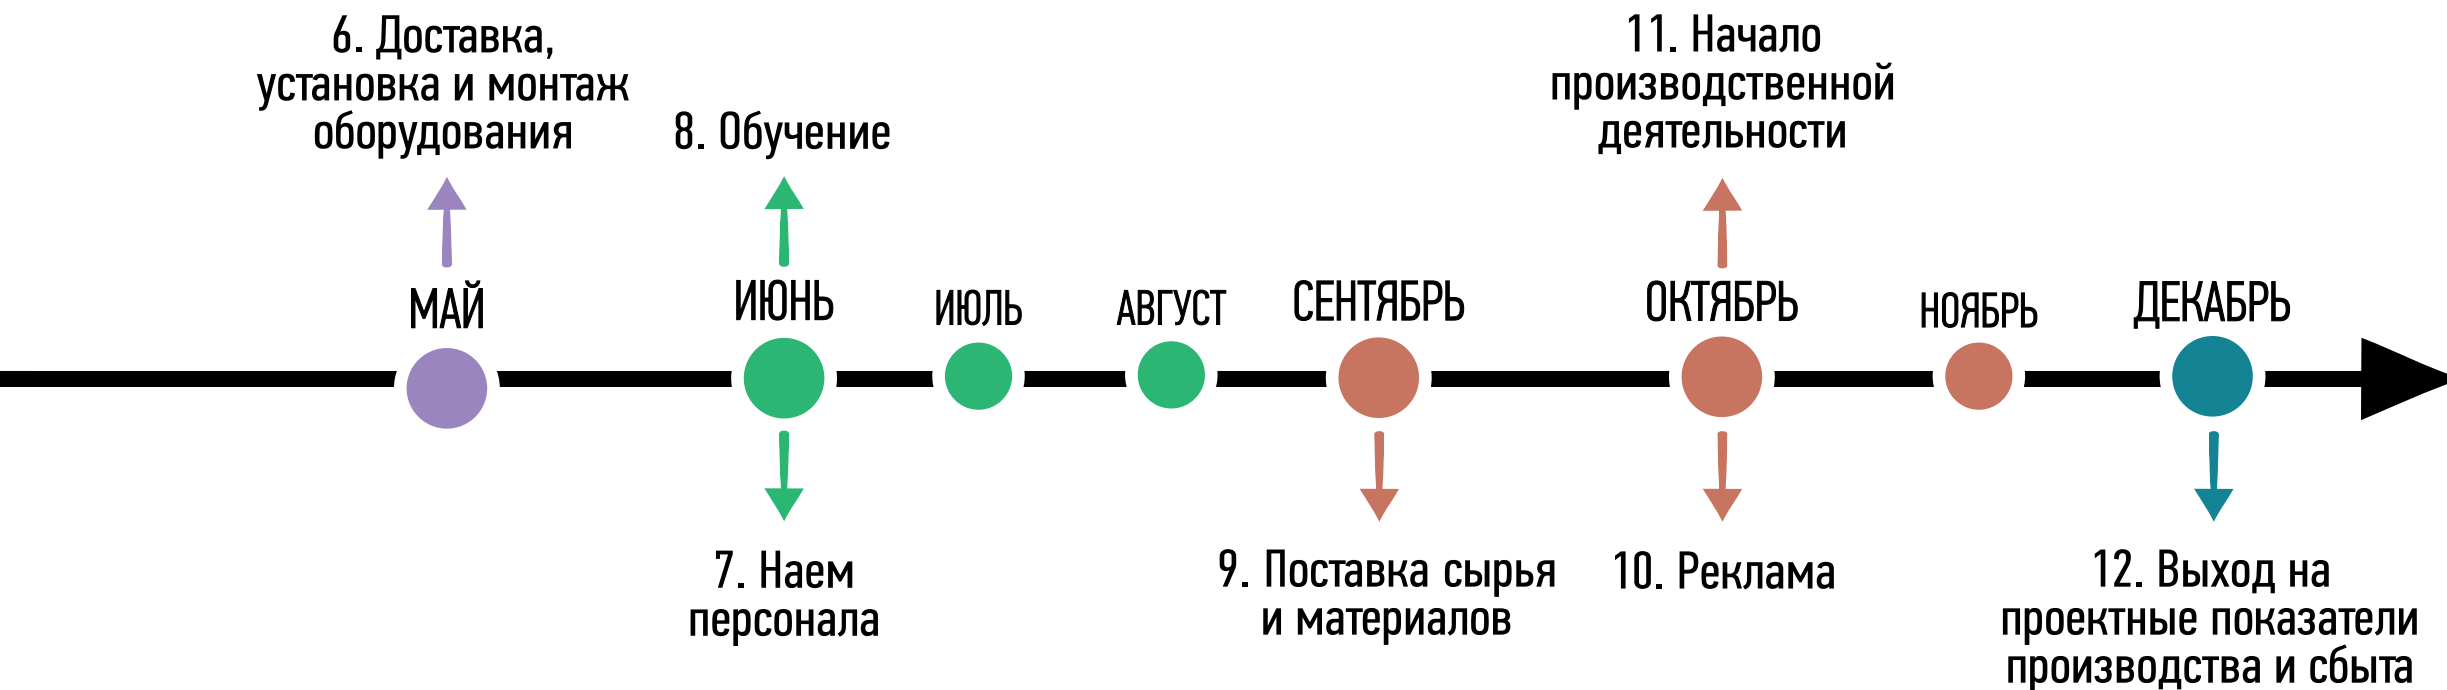 6. Доставка,
установка и монтаж
оборудования
8. Обучение
11. Начало
производственной
деятельности
МАЙ
ИЮНЬ
ИЮЛЬ
АВГУСТ
СЕНТЯБРЬ
ОКТЯБРЬ
НОЯБРЬ
ДЕКАБРЬ
7. Наем
персонала
9. Поставка сырья
и материалов
10. Реклама
12. Выход на
проектные показатели
производства и сбыта